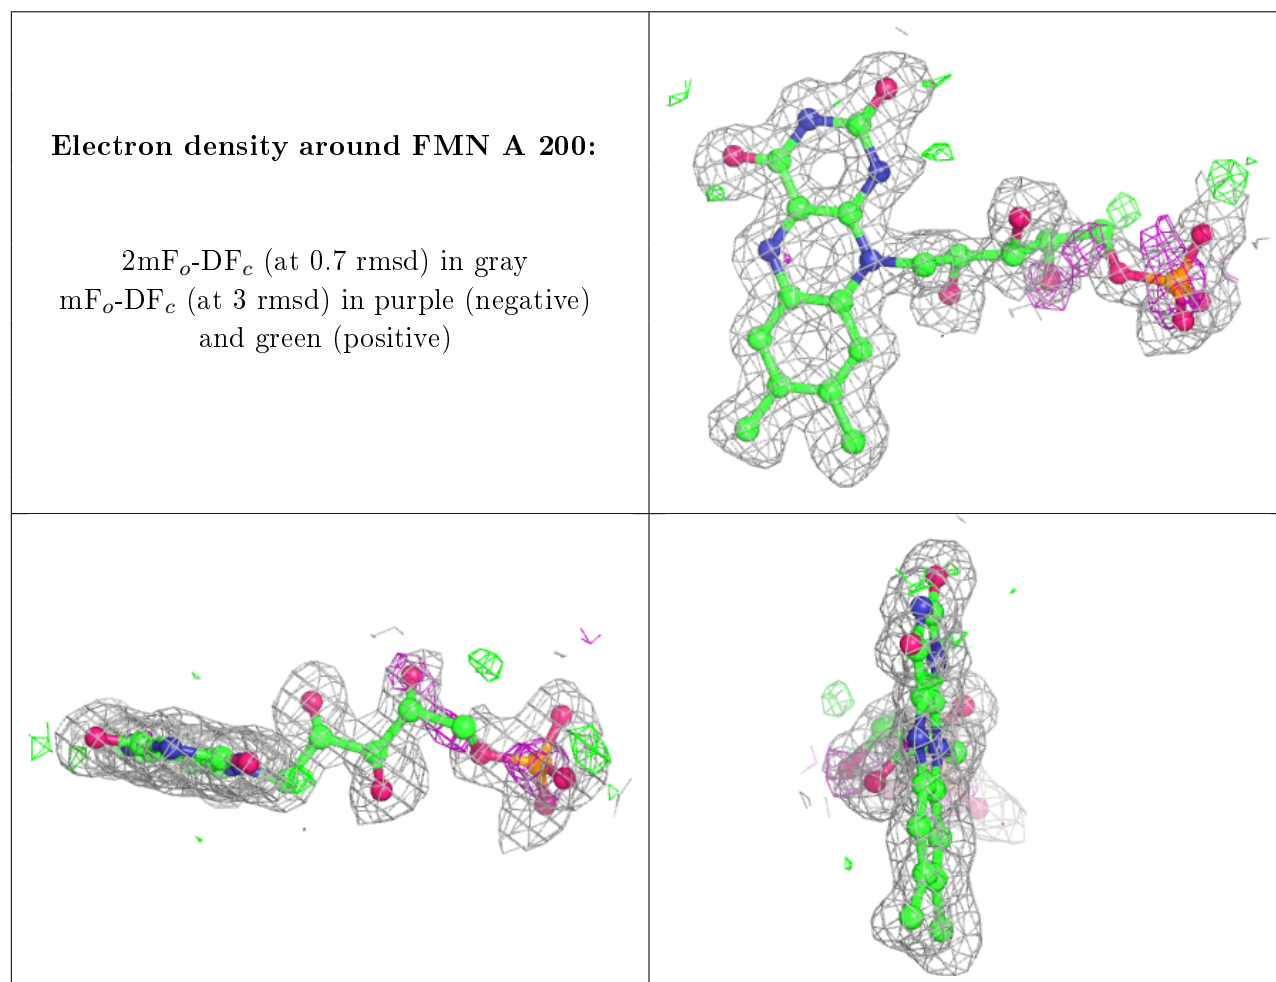 Electron density around FMN A 200:
2mFo-DFc (at 0.7 rmsd) in gray
mFo-DFc (at 3 rmsd) in purple (negative)
and green (positive)